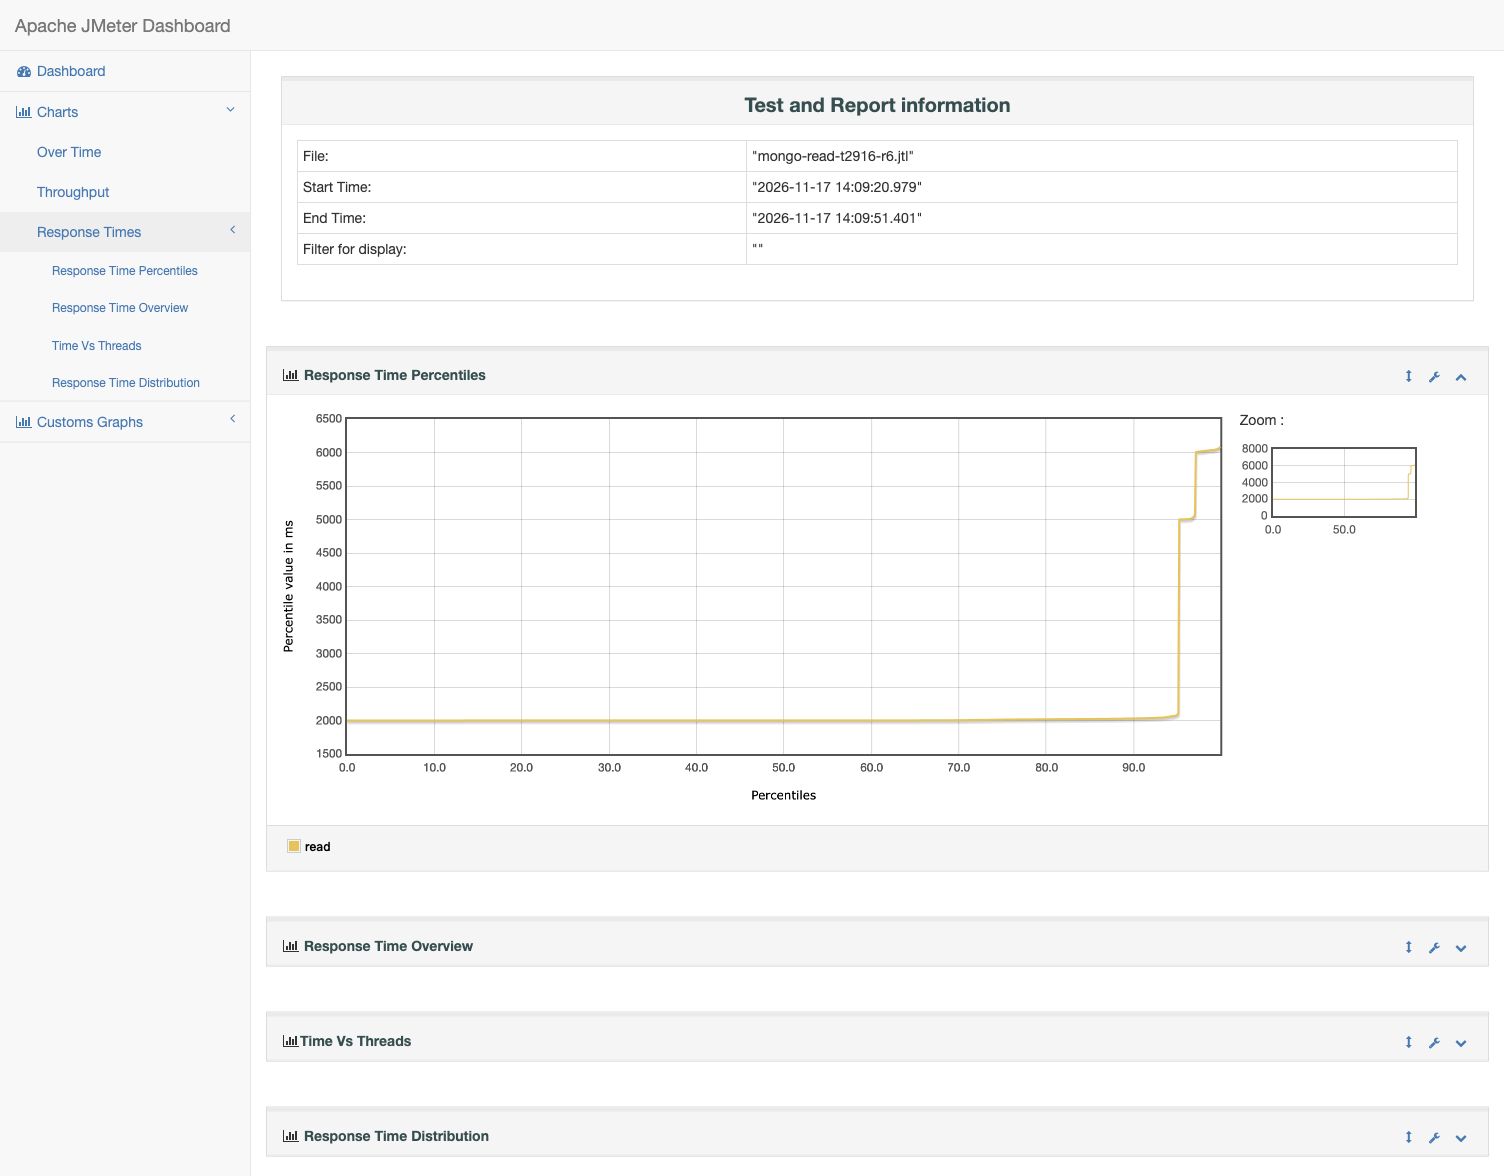 Apache JMeter Dashboard
Dashboard
Charts
Over Time
Throughput
Response Times
Response Time Percentiles
Response Time Overview
Time Vs Threads
Response Time Distribution
Customs Graphs
Test and Report information
File: "mongo-read-t2916-r6.jtl"
Start Time: "2026-11-17 14:09:20.979"
End Time: "2026-11-17 14:09:51.401"
Filter for display: ""
Response Time Percentiles
6500
6000
5500
5000
4500
4000
3500
3000
2500
2000
1500
Percentile value in ms
0.0 10.0 20.0 30.0 40.0 50.0 60.0 70.0 80.0 90.0
Percentiles
Zoom :
8000
6000
4000
2000
0
0.0 50.0
read
Response Time Overview
Time Vs Threads
Response Time Distribution